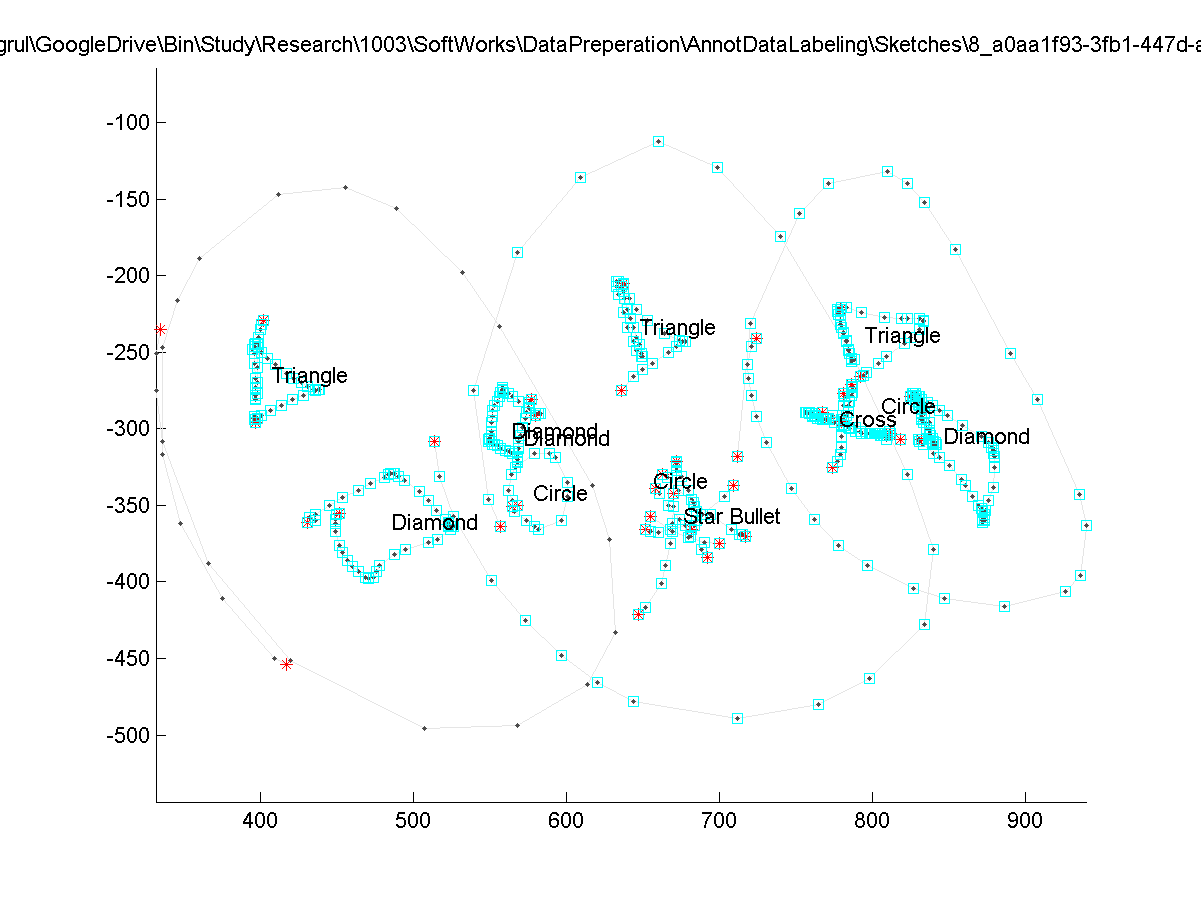 grul\GoogleDrive\Bin\Study\Research\1003\SoftWorks\DataPreperation\AnnotDataLabeling\Sketches\8_a0aa1f93-3fb1-447d-a
-100
-150
-200
-250
-300
-350
-400
-450
-500
Triangle
Triangle
Triangle
Circle
Cross
Diamond
Diamond
Diamond
Circle
Circle
Star Bullet
Diamond
400
500
600
700
800
900